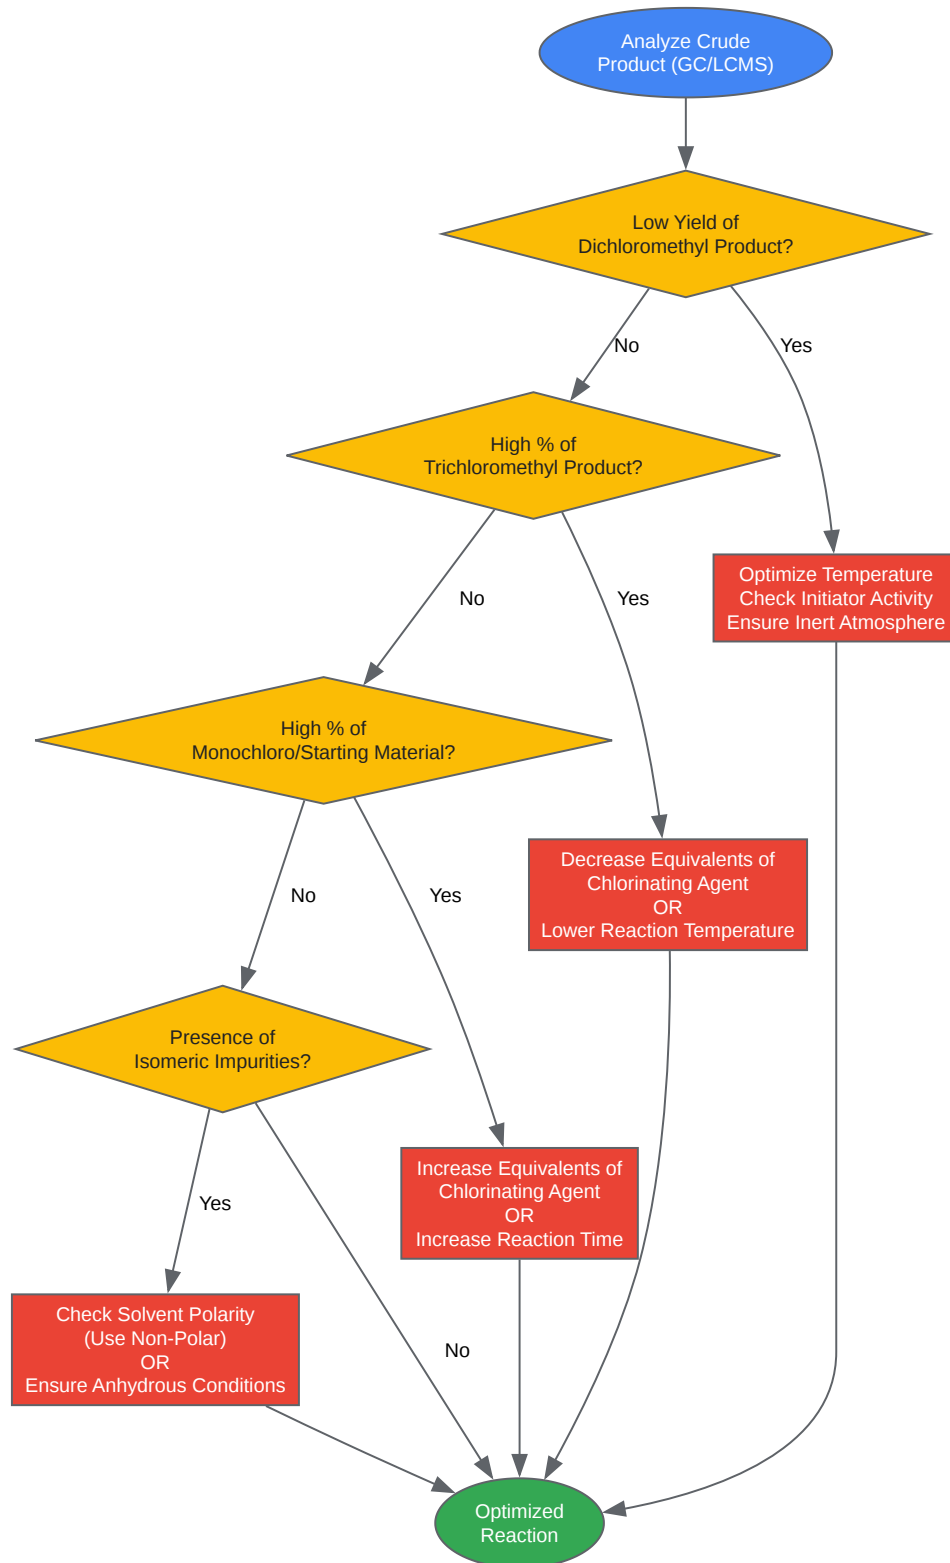 Analyze Crude
Product (GC/LCMS)
Low Yield of
Dichloromethyl Product?
No
Yes
High % of
Trichloromethyl Product?
Optimize Temperature
Check Initiator Activity
Ensure Inert Atmosphere
No
Yes
High % of
Monochloro/Starting Material?
Decrease Equivalents of
Chlorinating Agent
OR
Lower Reaction Temperature
No
Yes
Presence of
Isomeric Impurities?
Increase Equivalents of
Chlorinating Agent
OR
Increase Reaction Time
Yes
Check Solvent Polarity
(Use Non-Polar)
OR
Ensure Anhydrous Conditions
No
Optimized
Reaction